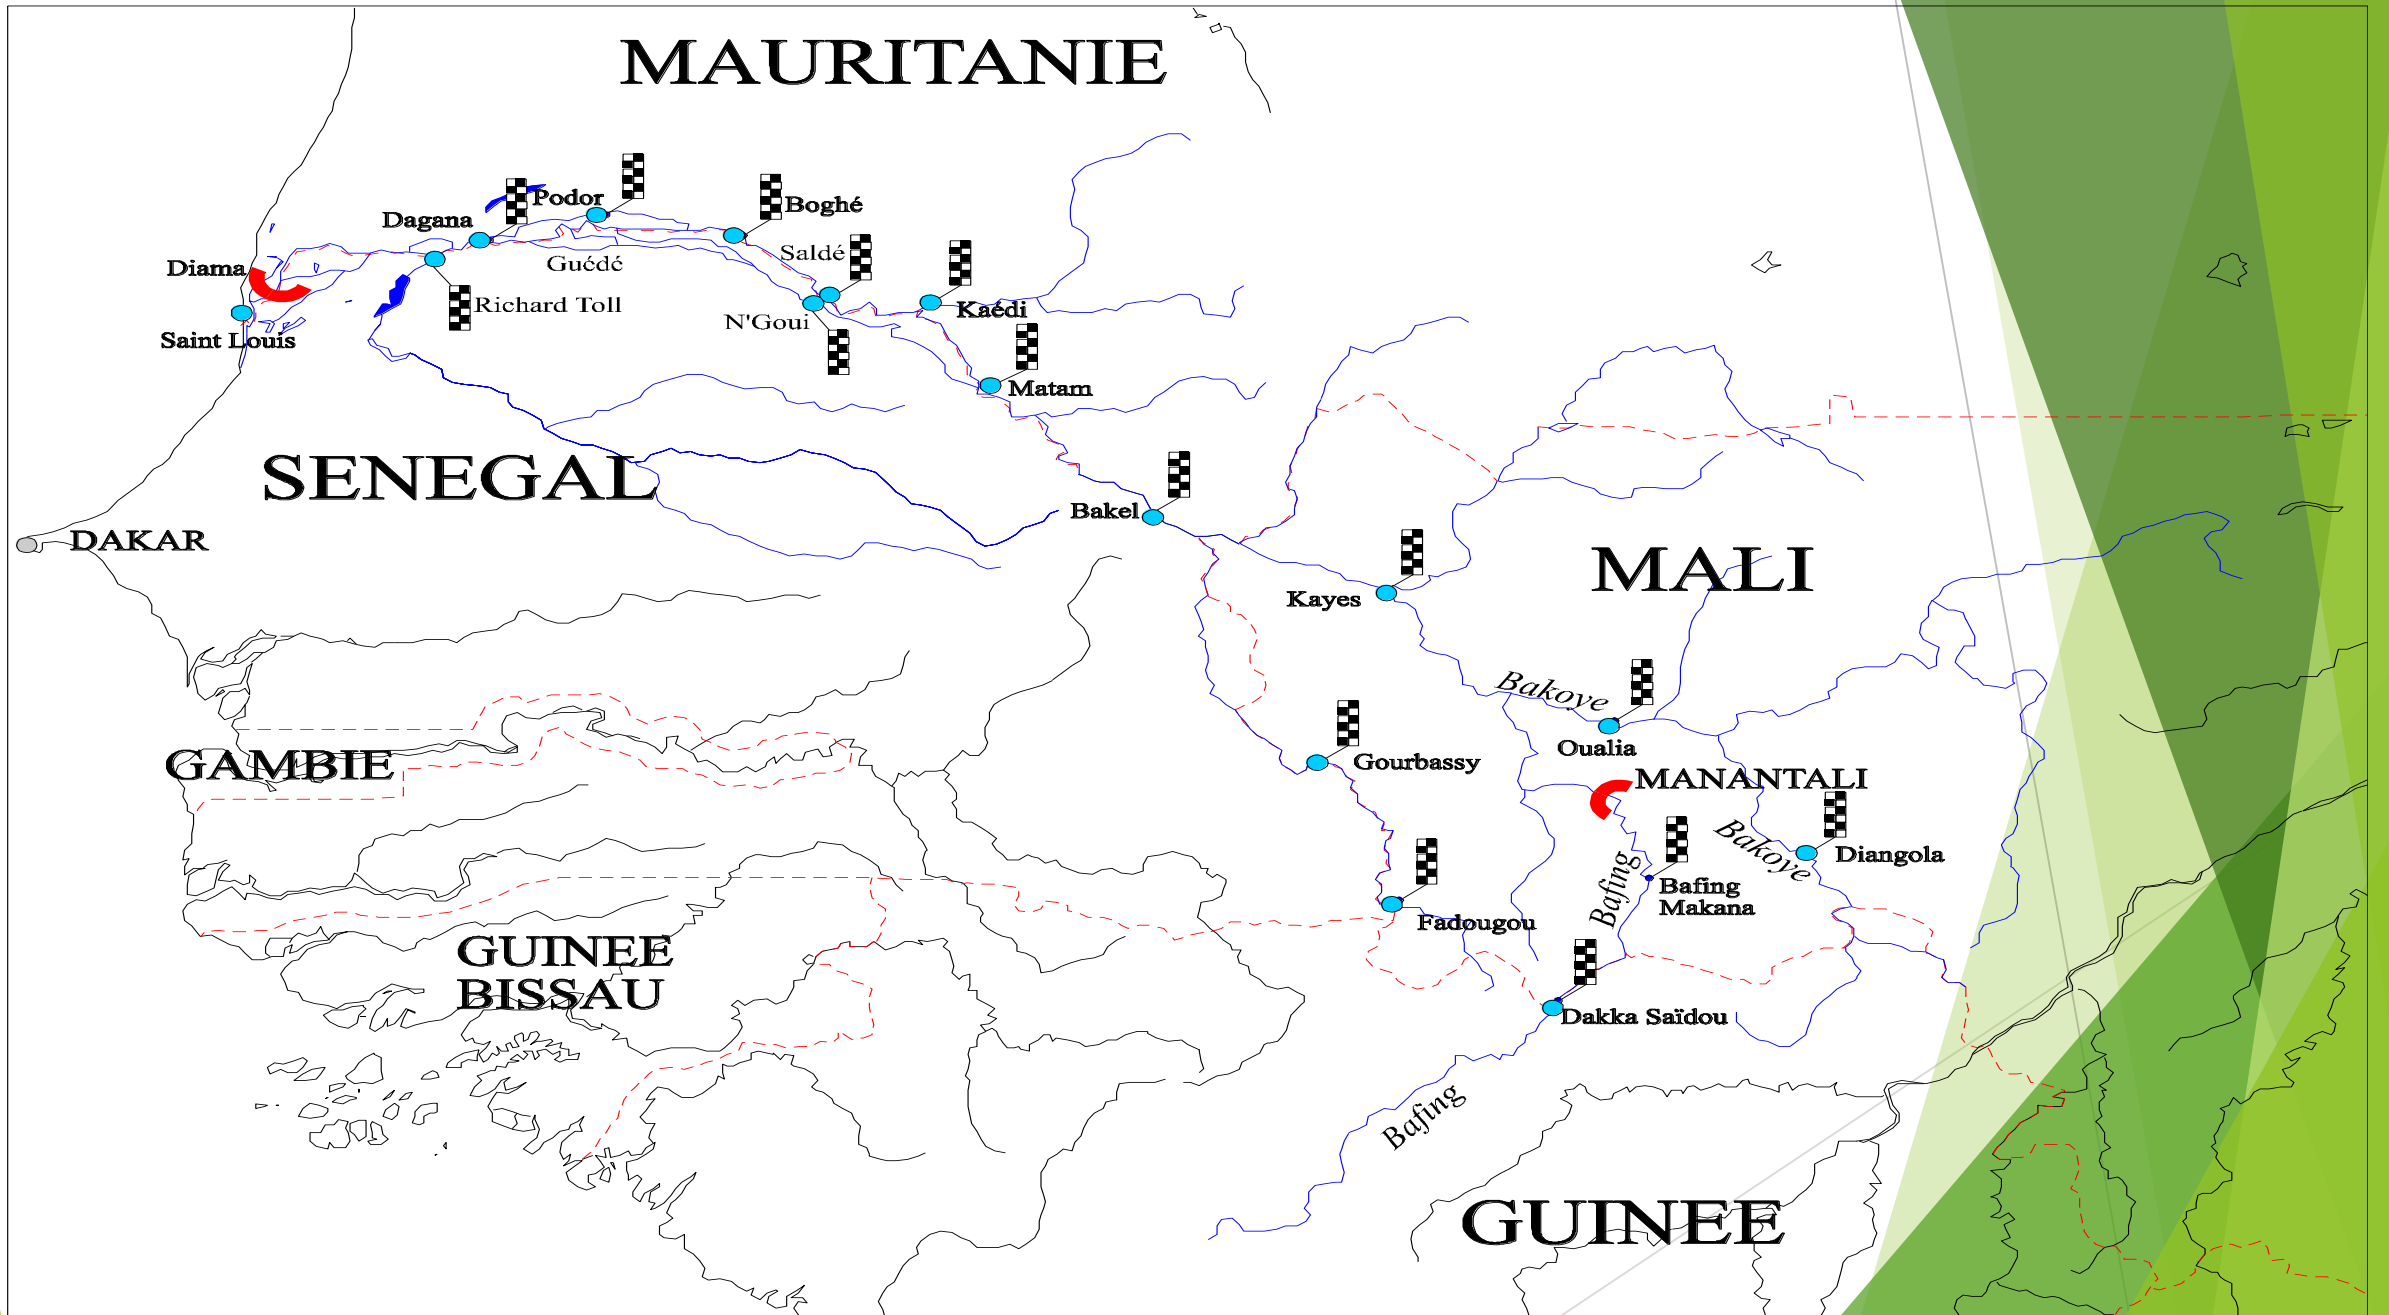 MAURITANIE
Podor
Boghé
Dagana
Saldé
Guédé
Diama
Richard Toll
Kaédi
N'Goui
Saint Louis
Matam
SENEGAL
Bakel
DAKAR
MALI
Kayes
Bakoye
Oualia
GAMBIE
Gourbassy
MANANTALI
Bakoye
Diangola
Bafing
Bafing
Makana
Fadougou
GUINEE
BISSAU
Dakka Saïdou
Bafing
GUINEE